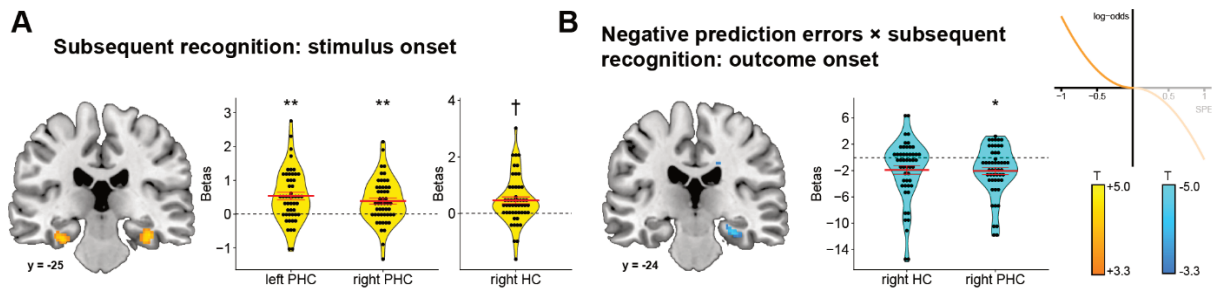 A
Subsequent recognition: stimulus onset
y = -25
Betas
3
2
1
0
−1
**
**
left PHC
right PHC
Betas
4
2
0
†
right HC
B
Negative prediction errors × subsequent
recognition: outcome onset
y = -24
Betas
6
2
−2
−6
−10
−14
*
right HC
right PHC
log-odds
−1
−0.5
0.5
1
SPE
T
+5.0
+3.3
T
-5.0
-3.3